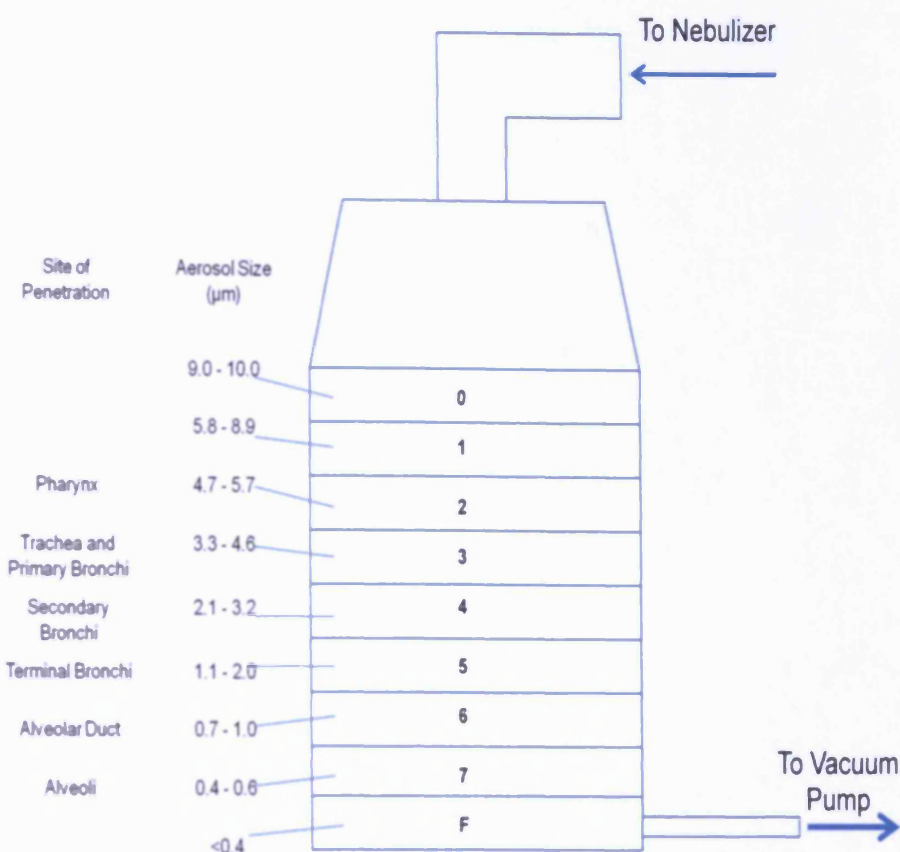 To Nebulizer
Site of
Penetration
Aerosol Size
(µm)
9.0 - 10.0
0
5.8 - 8.9
1
Pharynx
4.7 - 5.7
2
Trachea and
Primary Bronchi
3.3 - 4.6
3
Secondary
Bronchi
2.1 - 3.2
4
Terminal Bronchi
1.1 - 2.0
5
Alveolar Duct
0.7 - 1.0
6
Alveoli
0.4 - 0.6
7
To Vacuum
Pump
<0.4
F